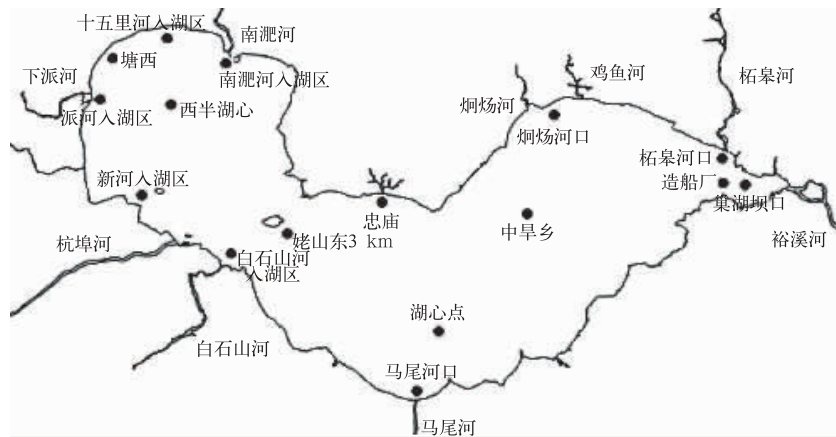 十五里河入湖区
南淝河
塘西
南淝河入湖区
下派河
派河入湖区
西半湖心
鸡鱼河
柘皋河
炯炀河
炯炀河口
柘皋河口
造船厂
巢湖坝口
新河入湖区
忠庙
姥山东3 km
中旱乡
裕溪河
杭埠河
白石山河
入湖区
湖心点
白石山河
马尾河口
马尾河